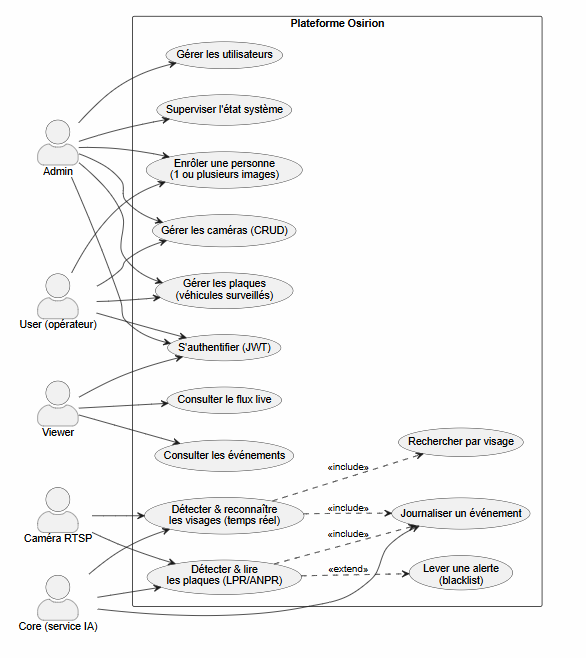 Plateforme Osirion
Gérer les utilisateurs
Superviser l'état système
Admin
Enrôler une personne
(1 ou plusieurs images)
Gérer les caméras (CRUD)
Gérer les plaques
(véhicules surveillés)
User (opérateur)
S'authentifier (JWT)
Viewer
Consulter le flux live
Consulter les événements
Rechercher par visage
«include»
Détecter & reconnaître
les visages (temps réel)
«include»
Journaliser un événement
Caméra RTSP
«include»
Détecter & lire
les plaques (LPR/ANPR)
«extend»
Lever une alerte
(blacklist)
Core (service IA)